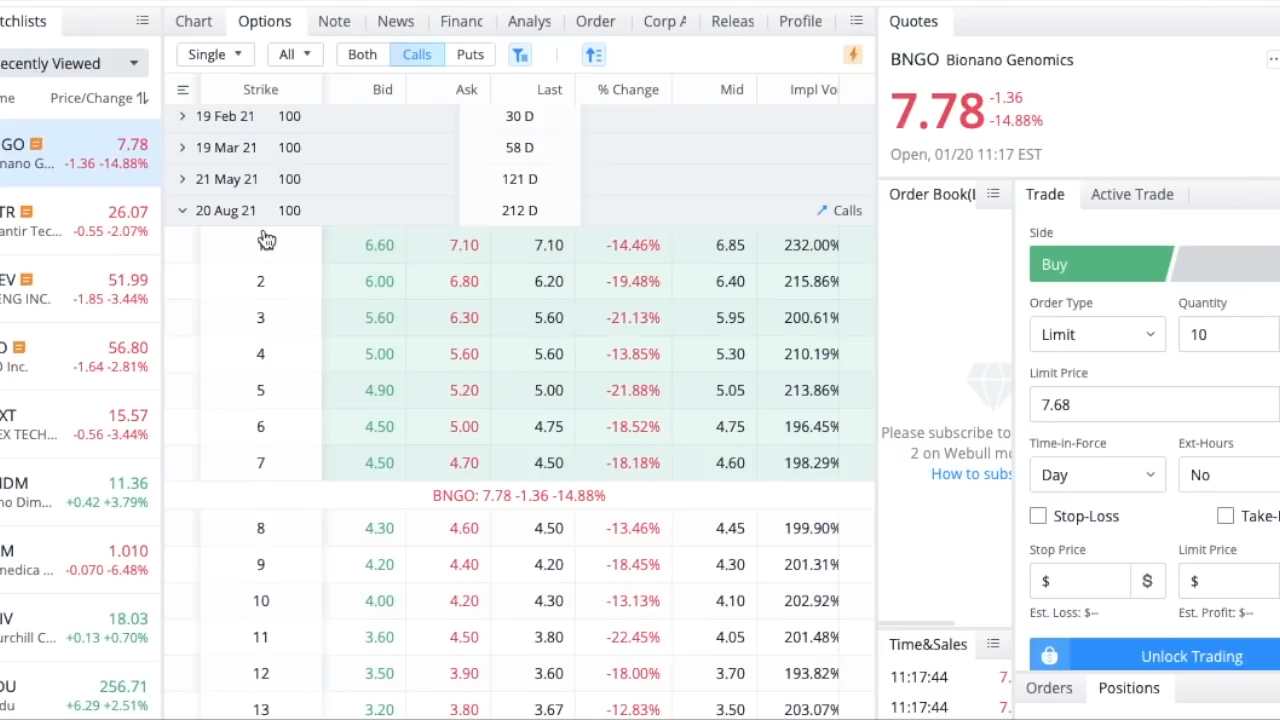 tchlists
Chart Options Note News Financ Analys Order Corp A Releas Profile
Quotes
ecently Viewed
Single All Both Calls Puts
BNGO Bionano Genomics
me Price/Change
Strike Bid Ask Last % Change Mid Impl Vo
7.78 -1.36
-14.88%
Open, 01/20 11:17 EST
19 Feb 21 100 30 D
19 Mar 21 100 58 D
21 May 21 100 121 D
20 Aug 21 100 212 D Calls
6.60 7.10 7.10 -14.46% 6.85 232.00%
2 6.00 6.80 6.20 -19.48% 6.40 215.86%
3 5.60 6.30 5.60 -21.13% 5.95 200.61%
4 5.00 5.60 5.60 -13.85% 5.30 210.19%
5 4.90 5.20 5.00 -21.88% 5.05 213.86%
6 4.50 5.00 4.75 -18.52% 4.75 196.45%
7 4.50 4.70 4.50 -18.18% 4.60 198.29%
BNGO: 7.78 -1.36 -14.88%
8 4.30 4.60 4.50 -13.46% 4.45 199.90%
9 4.20 4.40 4.20 -18.45% 4.30 201.31%
10 4.00 4.20 4.30 -13.13% 4.10 202.92%
11 3.60 4.50 3.80 -22.45% 4.05 201.48%
12 3.50 3.90 3.60 -18.00% 3.70 193.82%
13 3.20 3.80 3.67 -12.83% 3.50 203.07%
GO 7.78
nano G... -1.36 -14.88%
TR 26.07
antir Tec... -0.55 -2.07%
EV 51.99
ENG INC. -1.85 -3.44%
O 56.80
O Inc. -1.64 -2.81%
XT 15.57
EX TECH... -0.56 -3.44%
NDM 11.36
no Dim... +0.42 +3.79%
M 1.010
medica ... -0.070 -6.48%
IV 18.03
urchill C... +0.13 +0.70%
DU 256.71
du +6.29 +2.51%
Order Book(l
Please subscribe to
2 on Webull mo
How to subs
Time&Sales
11:17:44 7.
11:17:44 7.
Trade Active Trade
Side
Buy
Order Type Quantity
Limit 10
Limit Price
7.68
Time-in-Force Ext-Hours
Day No
Stop-Loss Take-
Stop Price Limit Price
$ $ $
Est. Loss: $-- Est. Profit: $--
Unlock Trading
Orders Positions